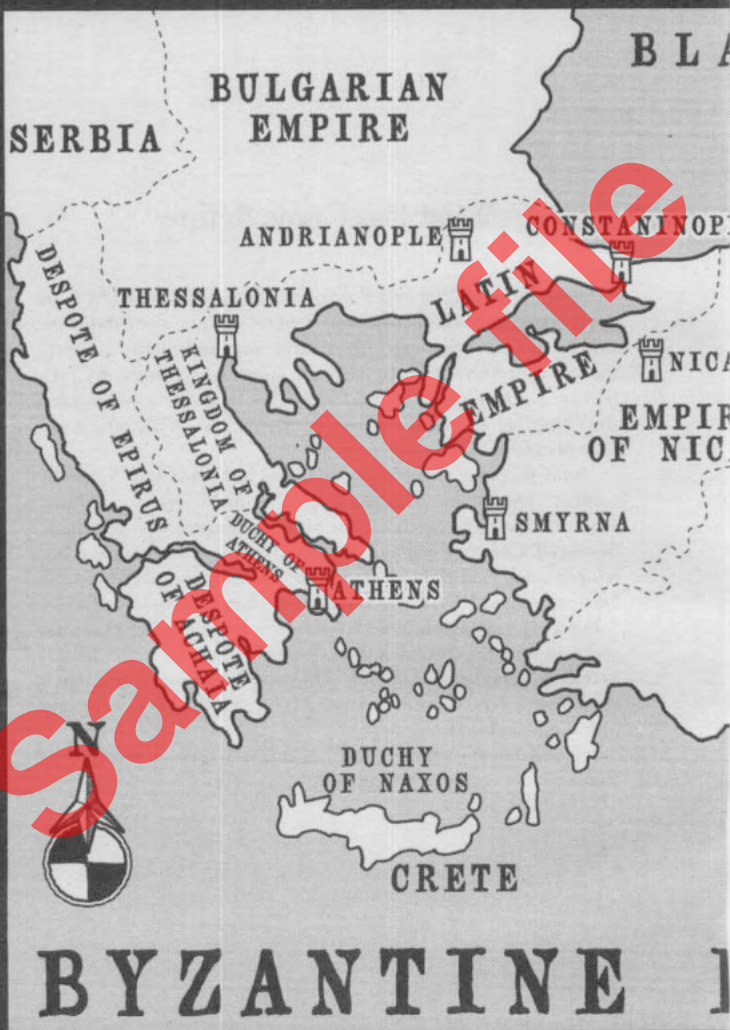 BLA
BULGARIAN
EMPIRE
SERBIA
CONSTANINOPL
ANDRIANOPLE
LATIN
EMPIRE
THESSALONIA
DESPOTE OF EPIRUS
KINGDOM OF
THESSALONIA
NICA
EMPIR
OF NIC
SMYRNA
DUCHY OF
ATHENS
ATHENS
DESPOTE
OF ACHAIA
Sample file
N
DUCHY
OF NAXOS
CRETE
BYZANTINE